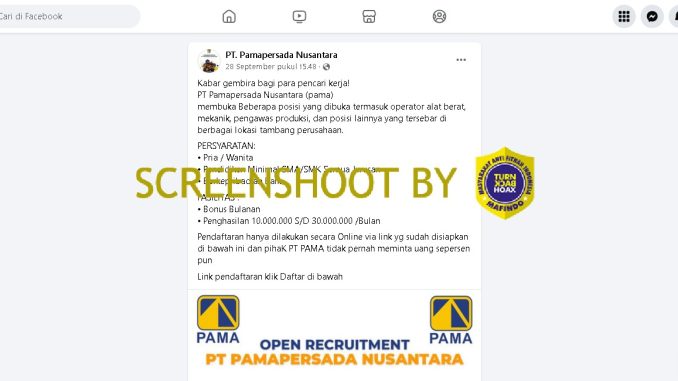 Cari di Facebook
PT. Pamapersada Nusantara
28 September pukul 15.48 ·
Kabar gembira bagi para pencari kerja!
PT Pamapersada Nusantara (pama)
membuka Beberapa posisi yang dibuka termasuk operator alat berat,
mekanik, pengawas produksi, dan posisi lainnya yang tersebar di
berbagai lokasi tambang perusahaan.
PERSYARATAN:
• Pria / Wanita
• Pendidikan Minimal SMA/SMK Semua Jurusan
SCREENSHOOT BY
MASYARAKAT ANTI FITNAH INDONESIA
TURN
BACK
HOAX
MAFINDO
• Bonus Bulanan
• Penghasilan 10.000.000 S/D 30.000.000 /Bulan
Pendaftaran hanya dilakukan secara Online via link yg sudah disiapkan
di bawah ini dan pihaK PT PAMA tidak pernah meminta uang sepersen
pun
Link pendaftaran klik Daftar di bawah
PAMA
PAMA
OPEN RECRUITMENT
PT PAMAPERSADA NUSANTARA